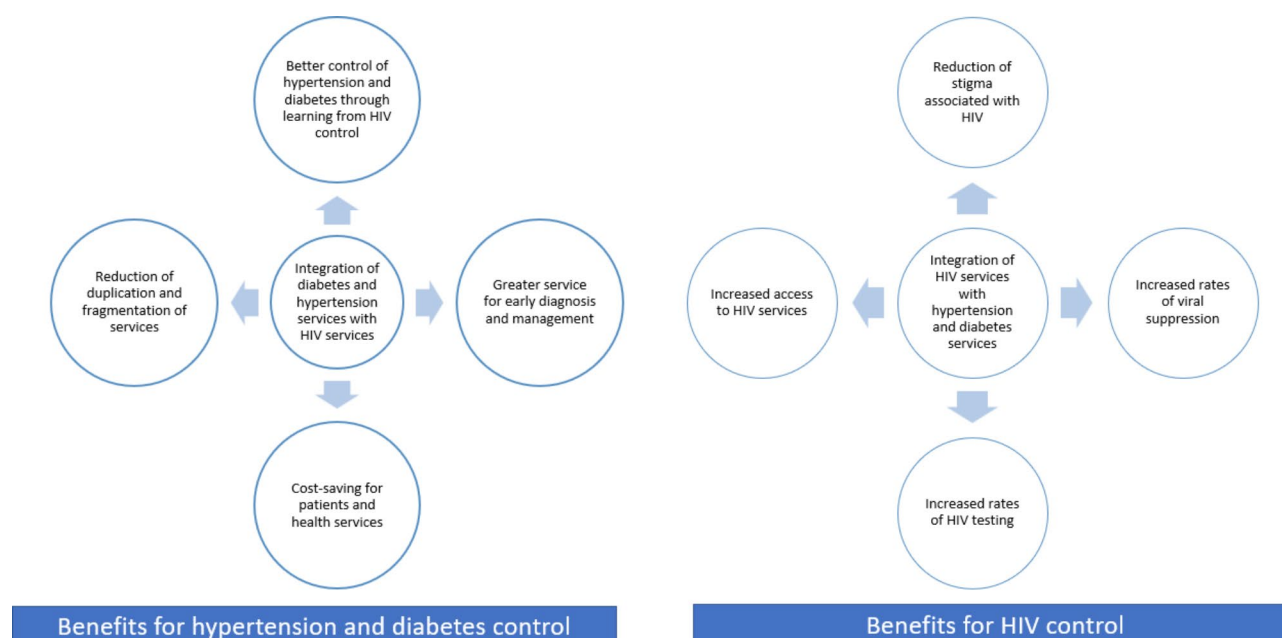 Better control of
hypertension and
diabetes through
learning from HIV
control
Reduction of
duplication and
fragmentation of
services
Integration of
diabetes and
hypertension
services with
HIV services
Greater service
for early diagnosis
and management
Cost-saving for
patients and
health services
Benefits for hypertension and diabetes control
Reduction of
stigma
associated with
HIV
Increased access
to HIV services
Integration of
HIV services
with
hypertension
and diabetes
services
Increased rates
of viral
suppression
Increased rates
of HIV testing
Benefits for HIV control